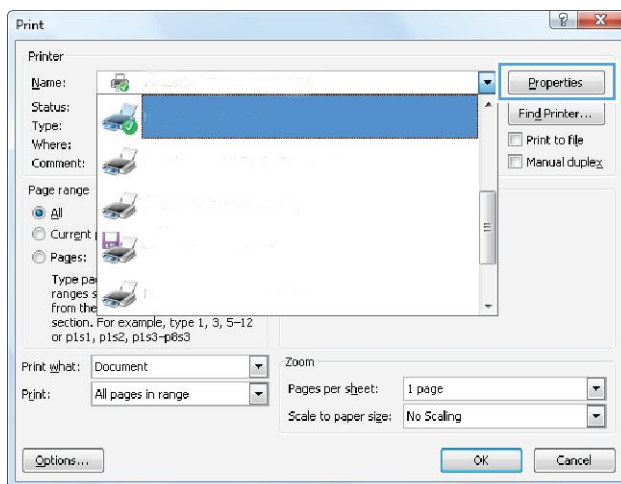 Print
Printer
Name:
Properties
Status:
Find Printer...
Type:
Where:
Print to file
Comment:
Manual duplex
Page range
All
Current
Pages:
Type
ranges
from the
section. For example, type 1, 3, 5–12
or p1s1, p1s2, p1s3–p8s3
Print what: Document
Zoom
Print: All pages in range
Pages per sheet: 1 page
Scale to paper size: No Scaling
Options...
OK
Cancel